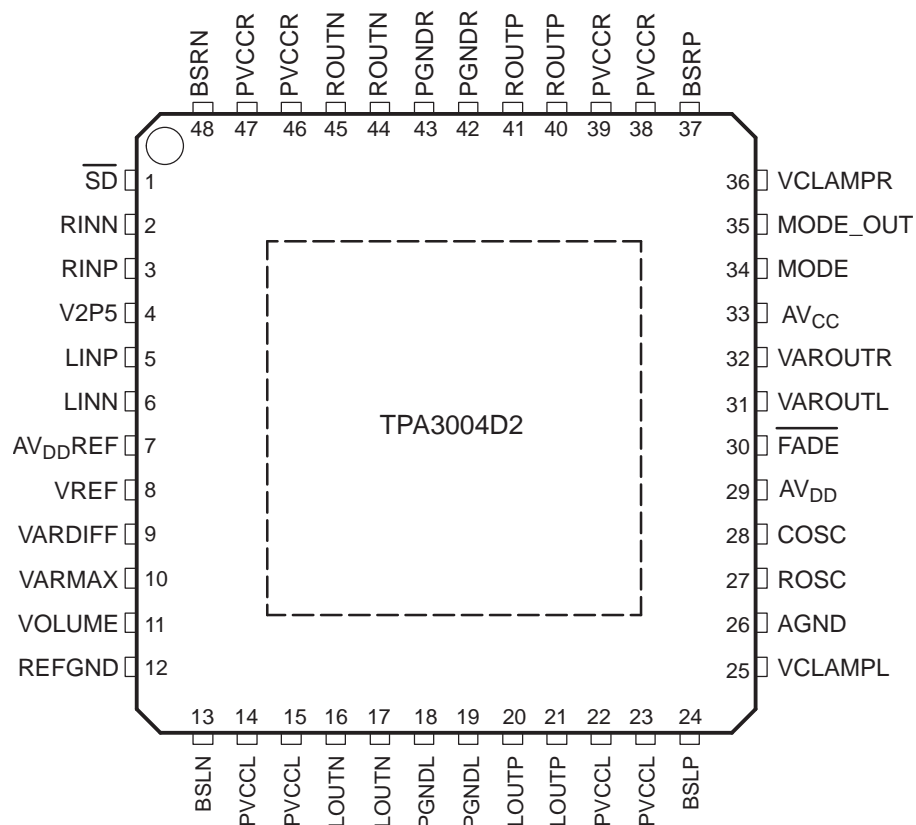 BSRN PVCCR PVCCR ROUTN ROUTN PGNDR PGNDR ROUTP ROUTP PVCCR PVCCR BSRP
48 47 46 45 44 43 42 41 40 39 38 37
SD 1 36 VCLAMPR
RINN 2 35 MODE_OUT
RINP 3 34 MODE
V2P5 4 33 AVCC
LINP 5 32 VAROUTR
LINN 6 31 VAROUTL
TPA3004D2
AVDDREF 7 30 FADE
VREF 8 29 AVDD
VARDIFF 9 28 COSC
VARMAX 10 27 ROSC
VOLUME 11 26 AGND
REFGND 12 25 VCLAMPL
13 14 15 16 17 18 19 20 21 22 23 24
BSLN PVCCL PVCCL LOUTN LOUTN PGNDL PGNDL LOUTP LOUTP PVCCL PVCCL BSLP